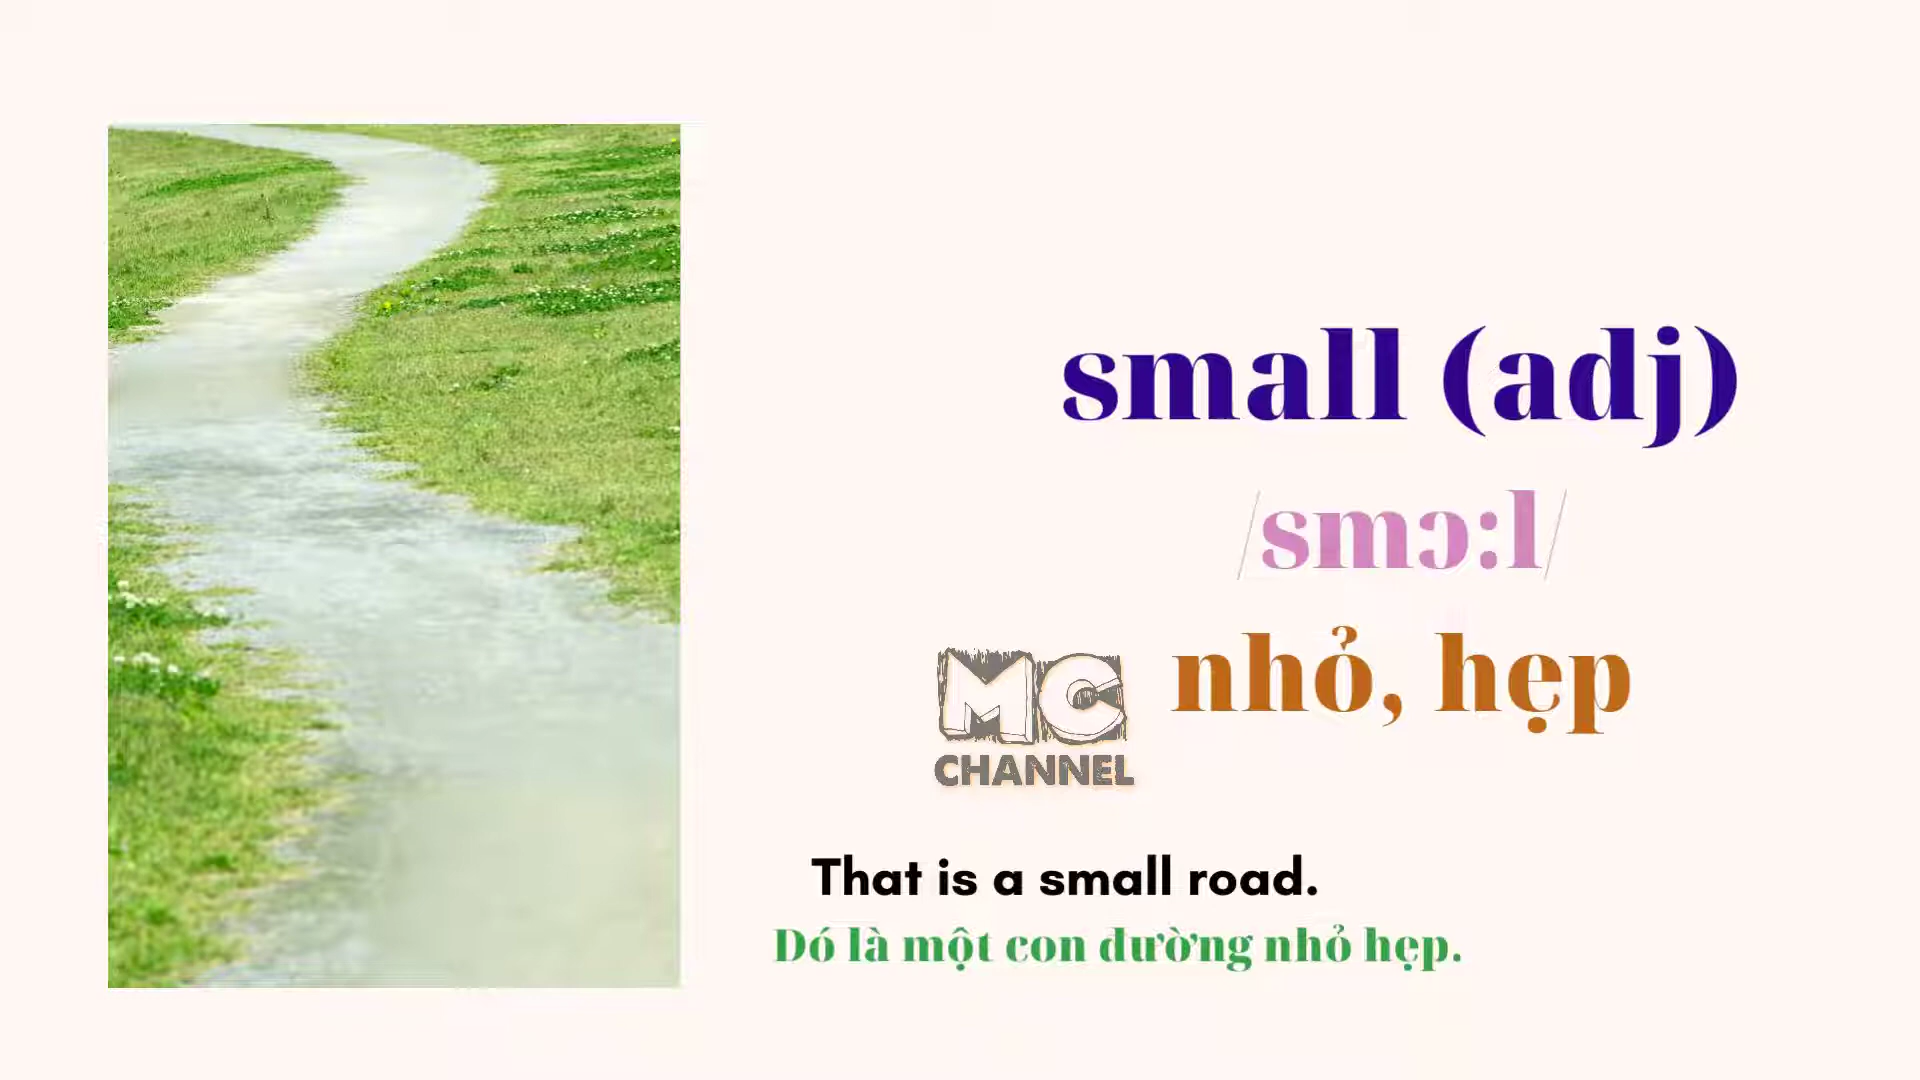 small (adj)
/smɔ:l/
nhỏ, hẹp
MC
CHANNEL
That is a small road.
Đó là một con đường nhỏ hẹp.